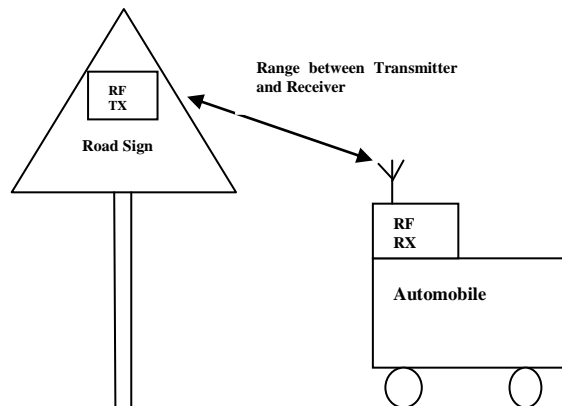 RF
TX
Road Sign
Range between Transmitter
and Receiver
RF
RX
Automobile